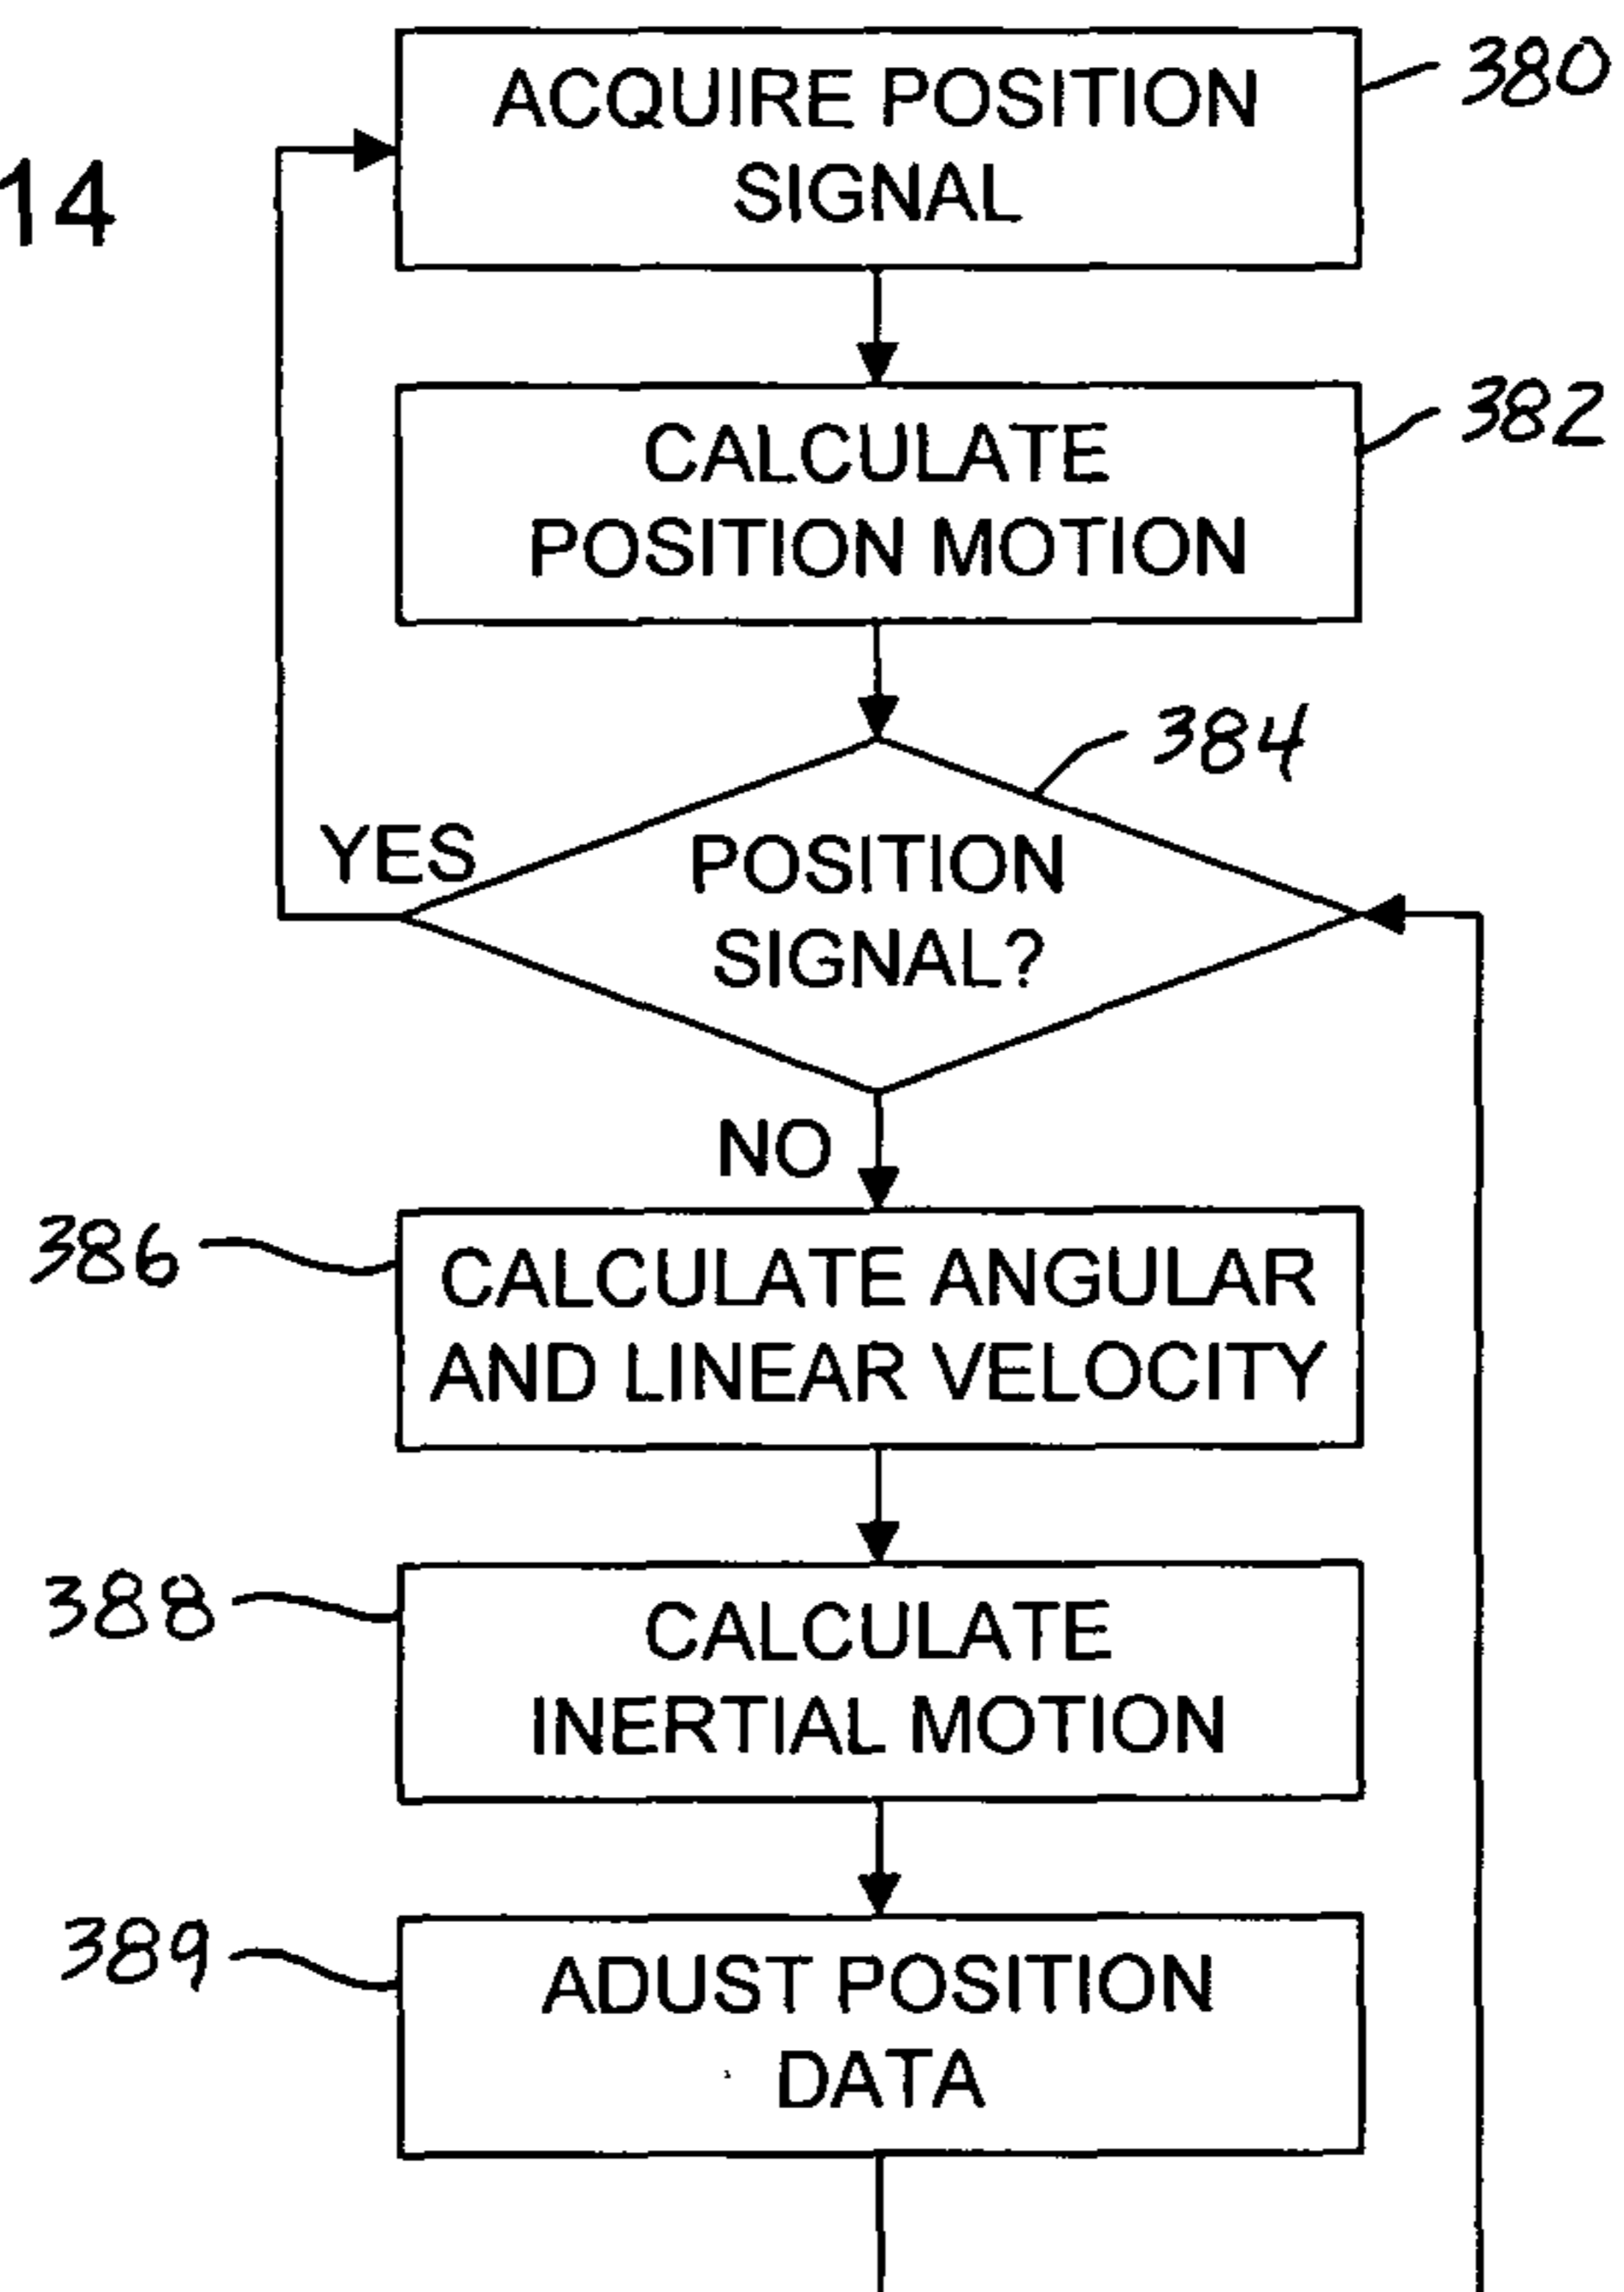 14
ACQUIRE POSITION
SIGNAL
380
CALCULATE
POSITION MOTION
382
384
YES
POSITION
SIGNAL?
NO
386
CALCULATE ANGULAR
AND LINEAR VELOCITY
388
CALCULATE
INERTIAL MOTION
389
ADUST POSITION
DATA